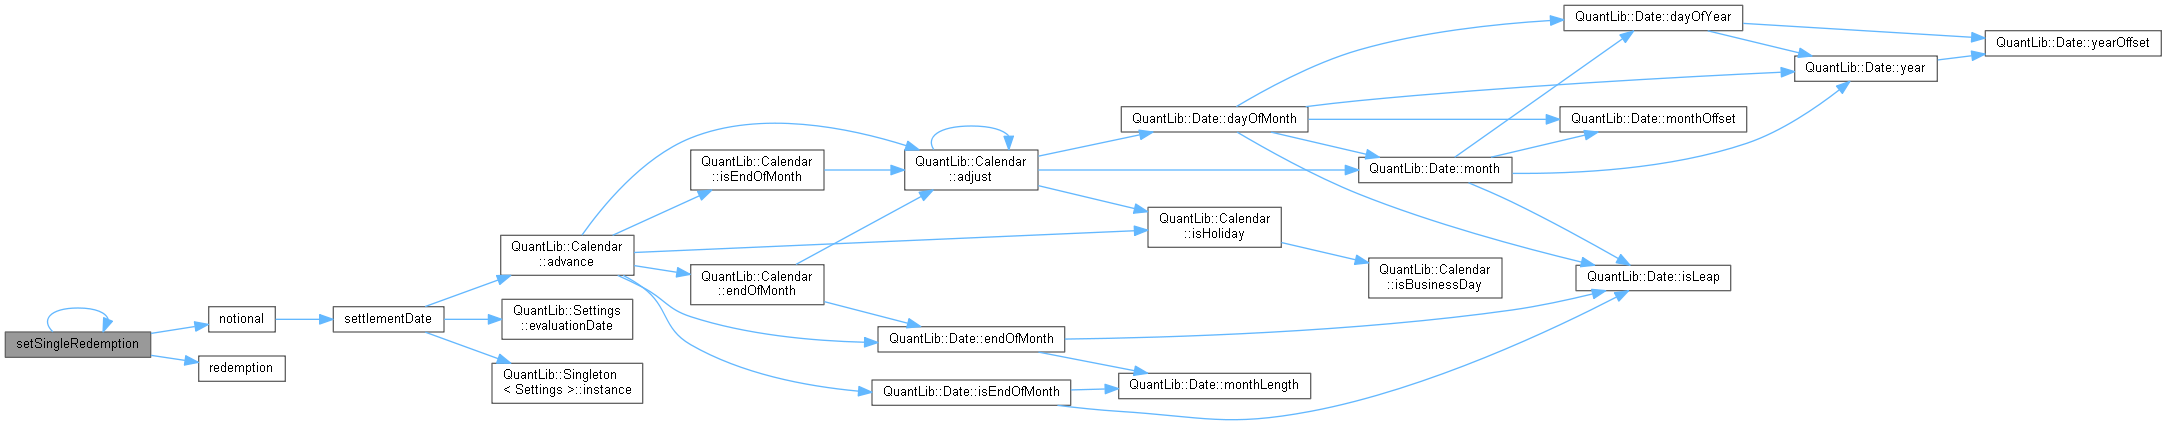 setSingleRedemption
notional
redemption
settlementDate
QuantLib::Calendar
::advance
QuantLib::Settings
::evaluationDate
QuantLib::Singleton
< Settings >::instance
QuantLib::Calendar
::isEndOfMonth
QuantLib::Calendar
::endOfMonth
QuantLib::Calendar
::adjust
QuantLib::Date::endOfMonth
QuantLib::Date::isEndOfMonth
QuantLib::Date::dayOfMonth
QuantLib::Calendar
::isHoliday
QuantLib::Date::monthLength
QuantLib::Date::month
QuantLib::Calendar
::isBusinessDay
QuantLib::Date::dayOfYear
QuantLib::Date::monthOffset
QuantLib::Date::isLeap
QuantLib::Date::year
QuantLib::Date::yearOffset